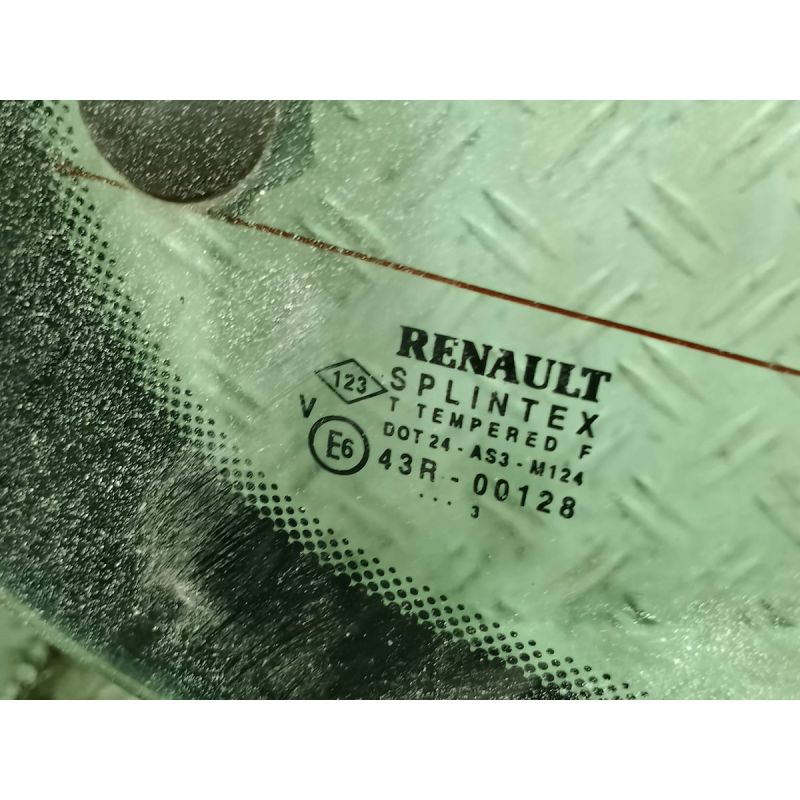 RENAULT
123 SPLINTEX
T TEMPERED F
V DOT 24 - AS3 - M124
E6 43R - 00128
... 3